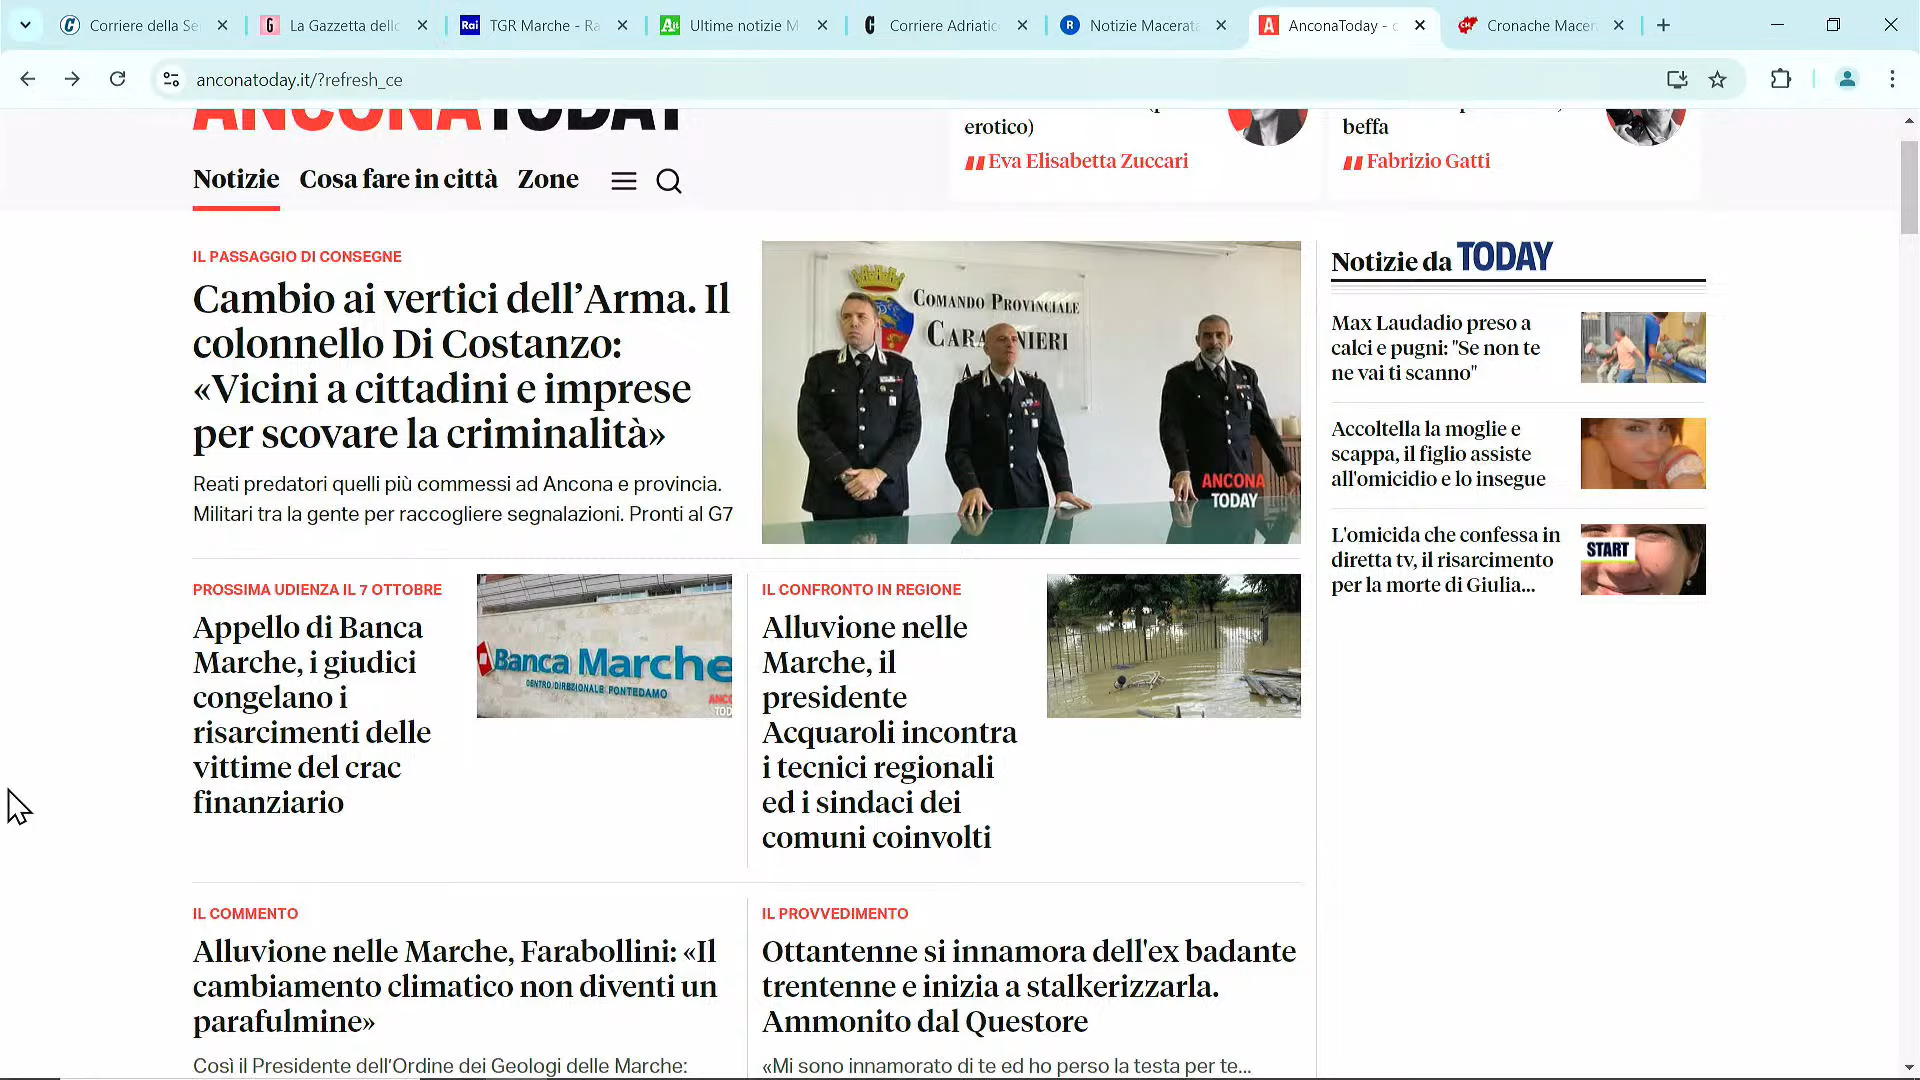 Corriere della Se
La Gazzetta dello
TGR Marche - Ra
Ultime notizie M
Corriere Adriatic
Notizie Macerata
AnconaToday - c
Cronache Macer
anconatoday.it/?refresh_ce
ANCONATODAY
erotico)
Eva Elisabetta Zuccari
beffa
Fabrizio Gatti
Notizie
Cosa fare in città
Zone
IL PASSAGGIO DI CONSEGNE
Cambio ai vertici dell’Arma. Il
colonnello Di Costanzo:
«Vicini a cittadini e imprese
per scovare la criminalità»
Reati predatori quelli più commessi ad Ancona e provincia.
Militari tra la gente per raccogliere segnalazioni. Pronti al G7
COMANDO PROVINCIALE
ANCONA
TODAY
Notizie da TODAY
Max Laudadio preso a
calci e pugni: "Se non te
ne vai ti scanno"
Accoltella la moglie e
scappa, il figlio assiste
all'omicidio e lo insegue
L'omicida che confessa in
diretta tv, il risarcimento
per la morte di Giulia...
START
PROSSIMA UDIENZA IL 7 OTTOBRE
Appello di Banca
Marche, i giudici
congelano i
risarcimenti delle
vittime del crac
finanziario
Banca Marche
CENTRO DIREZIONALE FONTEDAMO
IL CONFRONTO IN REGIONE
Alluvione nelle
Marche, il
presidente
Acquaroli incontra
i tecnici regionali
ed i sindaci dei
comuni coinvolti
IL COMMENTO
Alluvione nelle Marche, Farabollini: «Il
cambiamento climatico non diventi un
parafulmine»
Così il Presidente dell’Ordine dei Geologi delle Marche:
IL PROVVEDIMENTO
Ottantenne si innamora dell'ex badante
trentenne e inizia a stalkerizzarla.
Ammonito dal Questore
«Mi sono innamorato di te ed ho perso la testa per te...